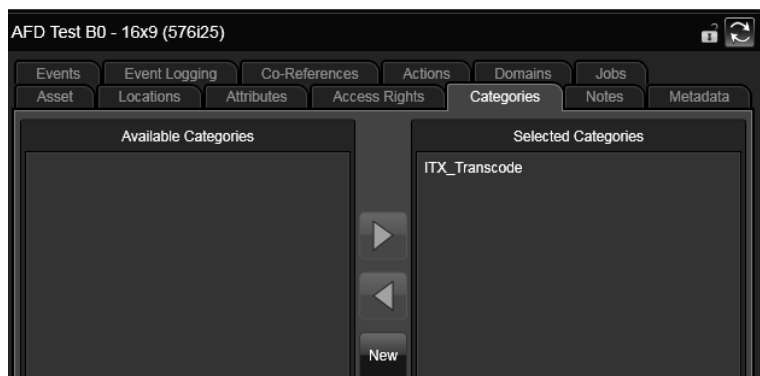 AFD Test B0 - 16x9 (576i25)
Events Event Logging Co-References Actions Domains Jobs
Asset Locations Attributes Access Rights Categories Notes Metadata
Available Categories Selected Categories
ITX_Transcode
New